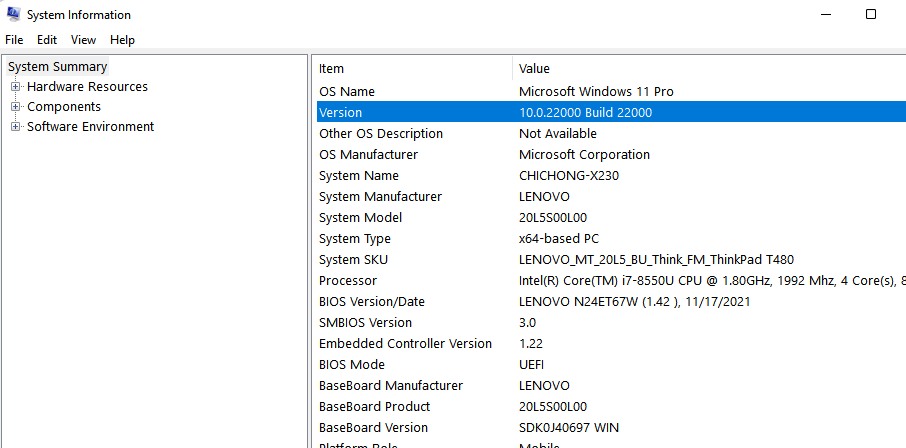 System Information
File Edit View Help
System Summary
Hardware Resources
Components
Software Environment
Item Value
OS Name Microsoft Windows 11 Pro
Version 10.0.22000 Build 22000
Other OS Description Not Available
OS Manufacturer Microsoft Corporation
System Name CHICHONG-X230
System Manufacturer LENOVO
System Model 20L5S00L00
System Type x64-based PC
System SKU LENOVO_MT_20L5_BU_Think_FM_ThinkPad T480
Processor Intel(R) Core(TM) i7-8550U CPU @ 1.80GHz, 1992 Mhz, 4 Core(s), 8
BIOS Version/Date LENOVO N24ET67W (1.42 ), 11/17/2021
SMBIOS Version 3.0
Embedded Controller Version 1.22
BIOS Mode UEFI
BaseBoard Manufacturer LENOVO
BaseBoard Product 20L5S00L00
BaseBoard Version SDK0J40697 WIN
Platform Role Mobile